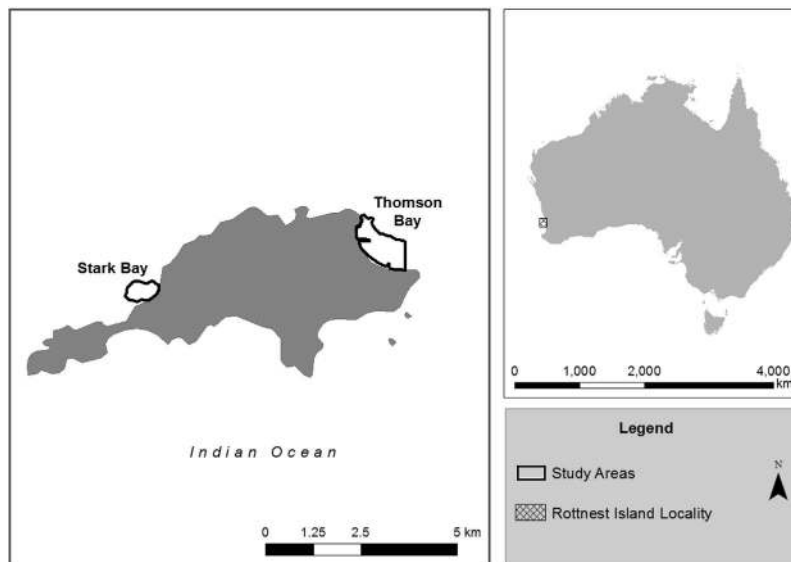 Thomson
Bay
Stark Bay
Indian Ocean
0 1.25 2.5 5 km
0 1,000 2,000 4,000
km
Legend
Study Areas
N
Rottnest Island Locality